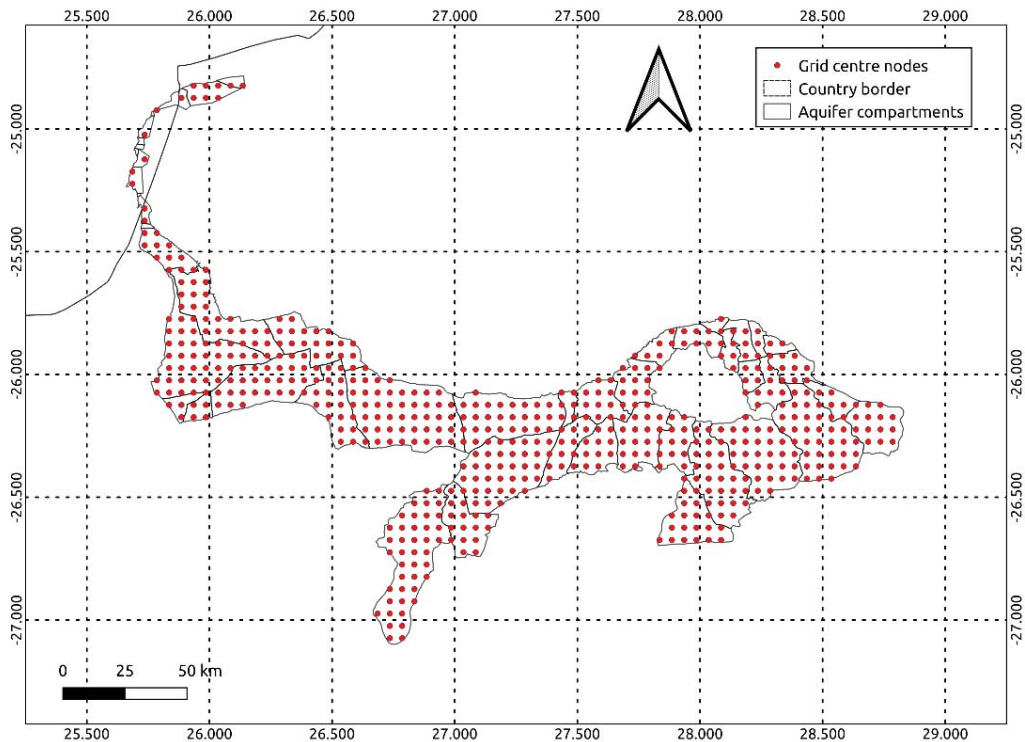 25.500 26.000 26.500 27.000 27.500 28.000 28.500 29.000
Grid centre nodes
Country border
Aquifer compartments
-25.000 -25.000
-25.500 -25.500
-26.000 -26.000
-26.500 -26.500
-27.000 -27.000
0 25 50 km
25.500 26.000 26.500 27.000 27.500 28.000 28.500 29.000